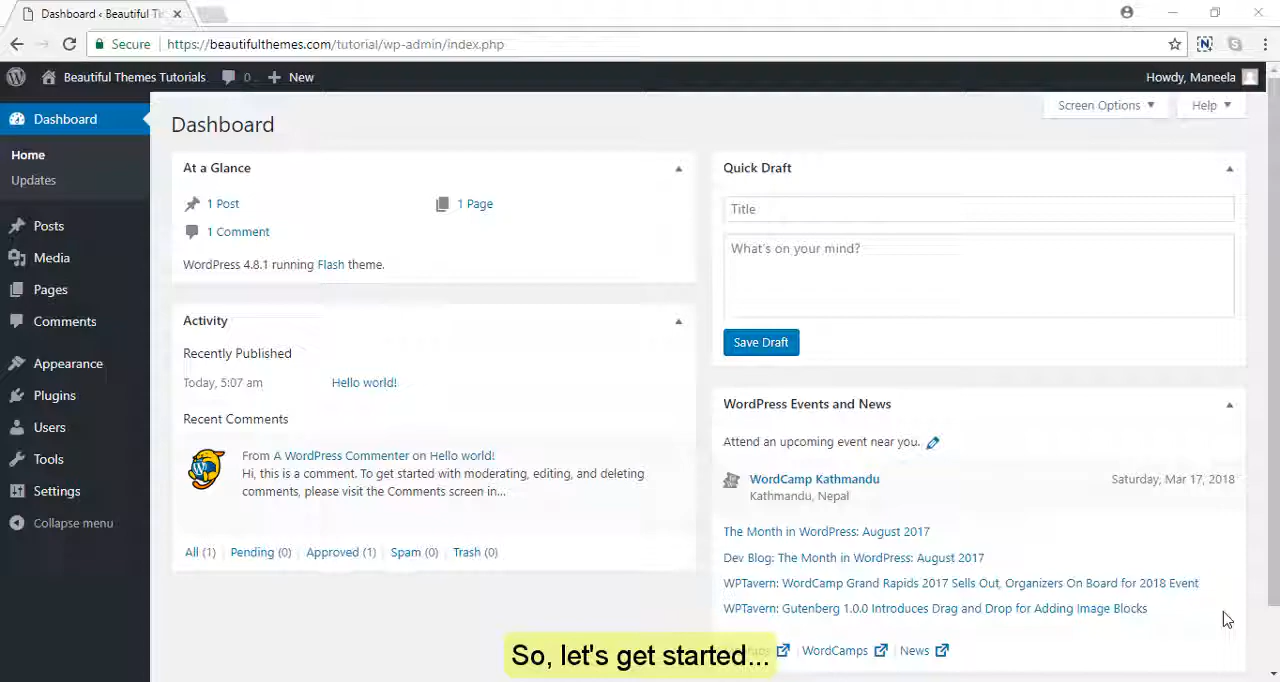 Dashboard ‹ Beautiful Th
Secure
https://beautifulthemes.com/tutorial/wp-admin/index.php
Beautiful Themes Tutorials
0
New
Howdy, Maneela
Dashboard
Home
Updates
Posts
Media
Pages
Comments
Appearance
Plugins
Users
Tools
Settings
Collapse menu
Screen Options
Help
Dashboard
At a Glance
1 Post
1 Page
1 Comment
WordPress 4.8.1 running Flash theme.
Activity
Recently Published
Today, 5:07 am
Hello world!
Recent Comments
From A WordPress Commenter on Hello world!
Hi, this is a comment. To get started with moderating, editing, and deleting
comments, please visit the Comments screen in...
All (1) | Pending (0) | Approved (1) | Spam (0) | Trash (0)
Quick Draft
Title
What's on your mind?
Save Draft
WordPress Events and News
Attend an upcoming event near you.
WordCamp Kathmandu
Saturday, Mar 17, 2018
Kathmandu, Nepal
The Month in WordPress: August 2017
Dev Blog: The Month in WordPress: August 2017
WPTavern: WordCamp Grand Rapids 2017 Sells Out, Organizers On Board for 2018 Event
WPTavern: Gutenberg 1.0.0 Introduces Drag and Drop for Adding Image Blocks
WordCamps | News
So, let's get started...